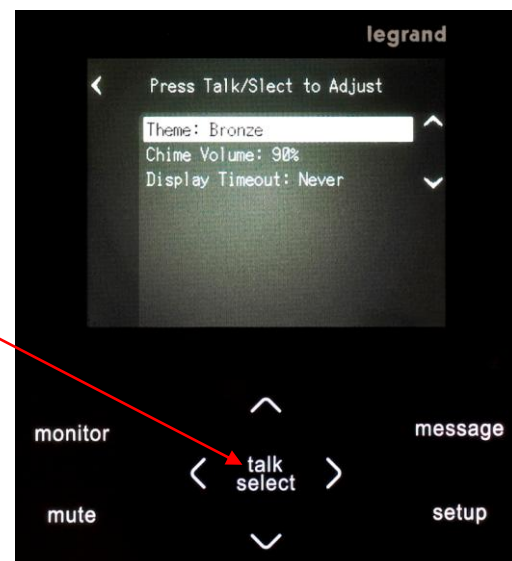 legrand
Press Talk/Slect to Adjust
Theme: Bronze
Chime Volume: 90%
Display Timeout: Never
monitor
message
talk
select
mute
setup